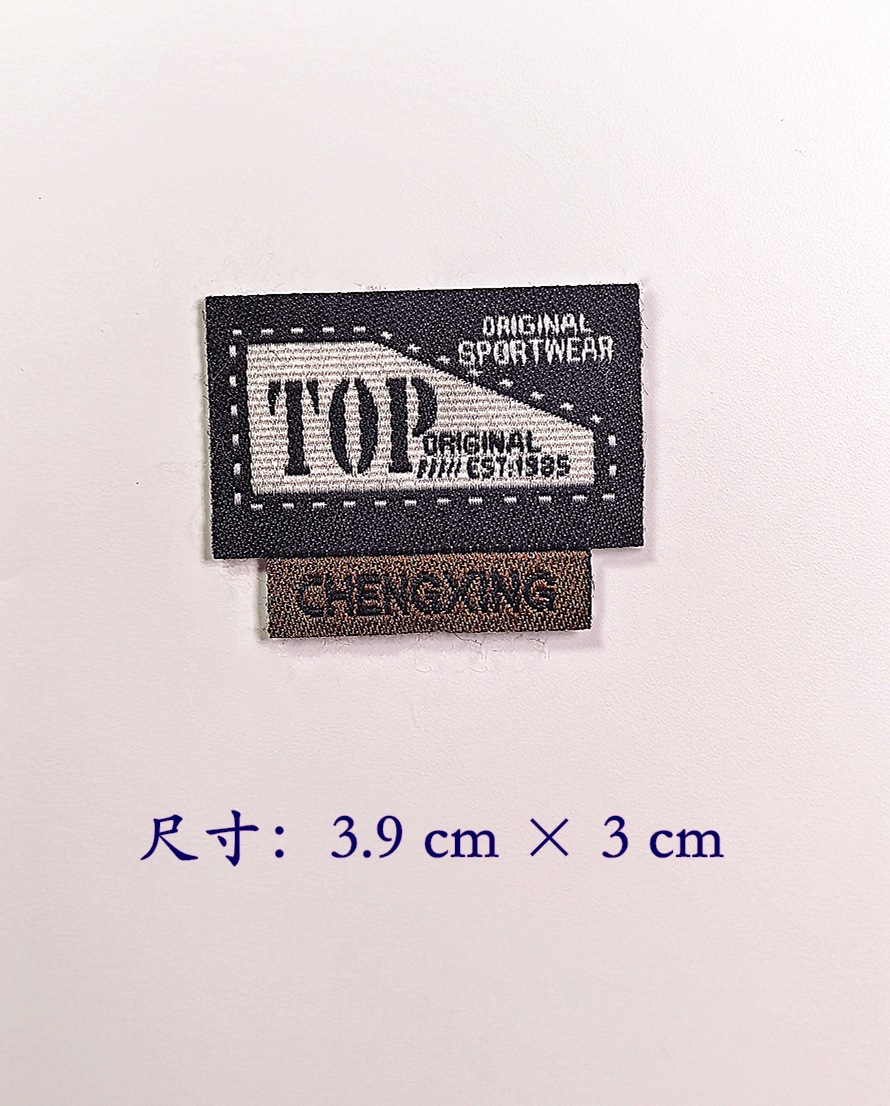 ORIGINAL
SPORTWEAR
TOP
ORIGINAL
///// EST:1985
CHENGXING
尺寸：3.9 cm × 3 cm